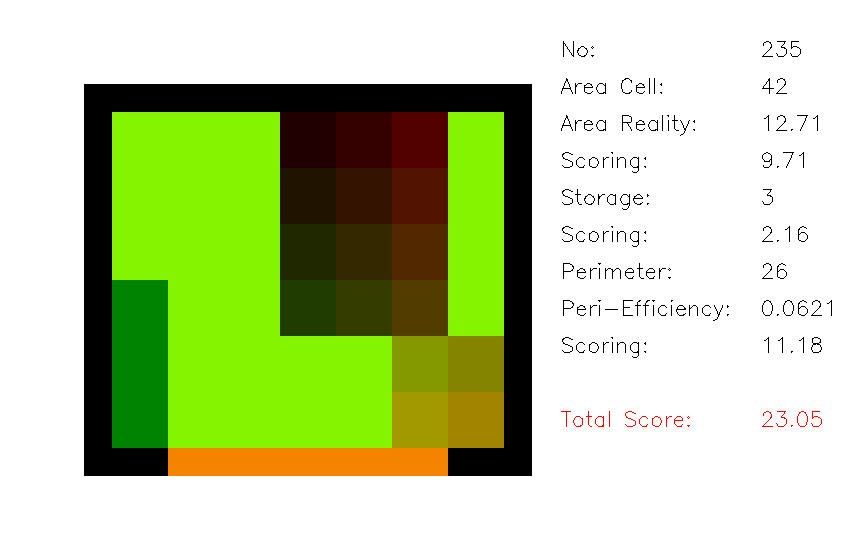 No: 235
Area Cell: 42
Area Reality: 12.71
Scoring: 9.71
Storage: 3
Scoring: 2.16
Perimeter: 26
Peri-Efficiency: 0.0621
Scoring: 11.18
Total Score: 23.05